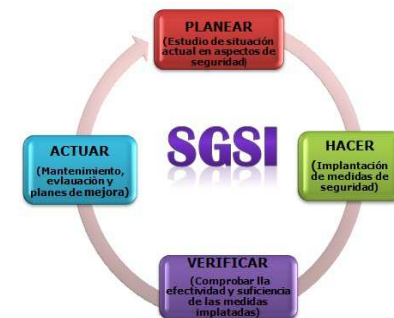 PLANEAR
(Estudio de situación
actual en aspectos de
seguridad)
SGSI
ACTUAR
(Mantenimiento,
evlauación y
planes de mejora)
HACER
(Implantación
de medidas de
seguridad)
VERIFICAR
(Comprobar lla
efectividad y suficiencia
de las medidas
implatadas)